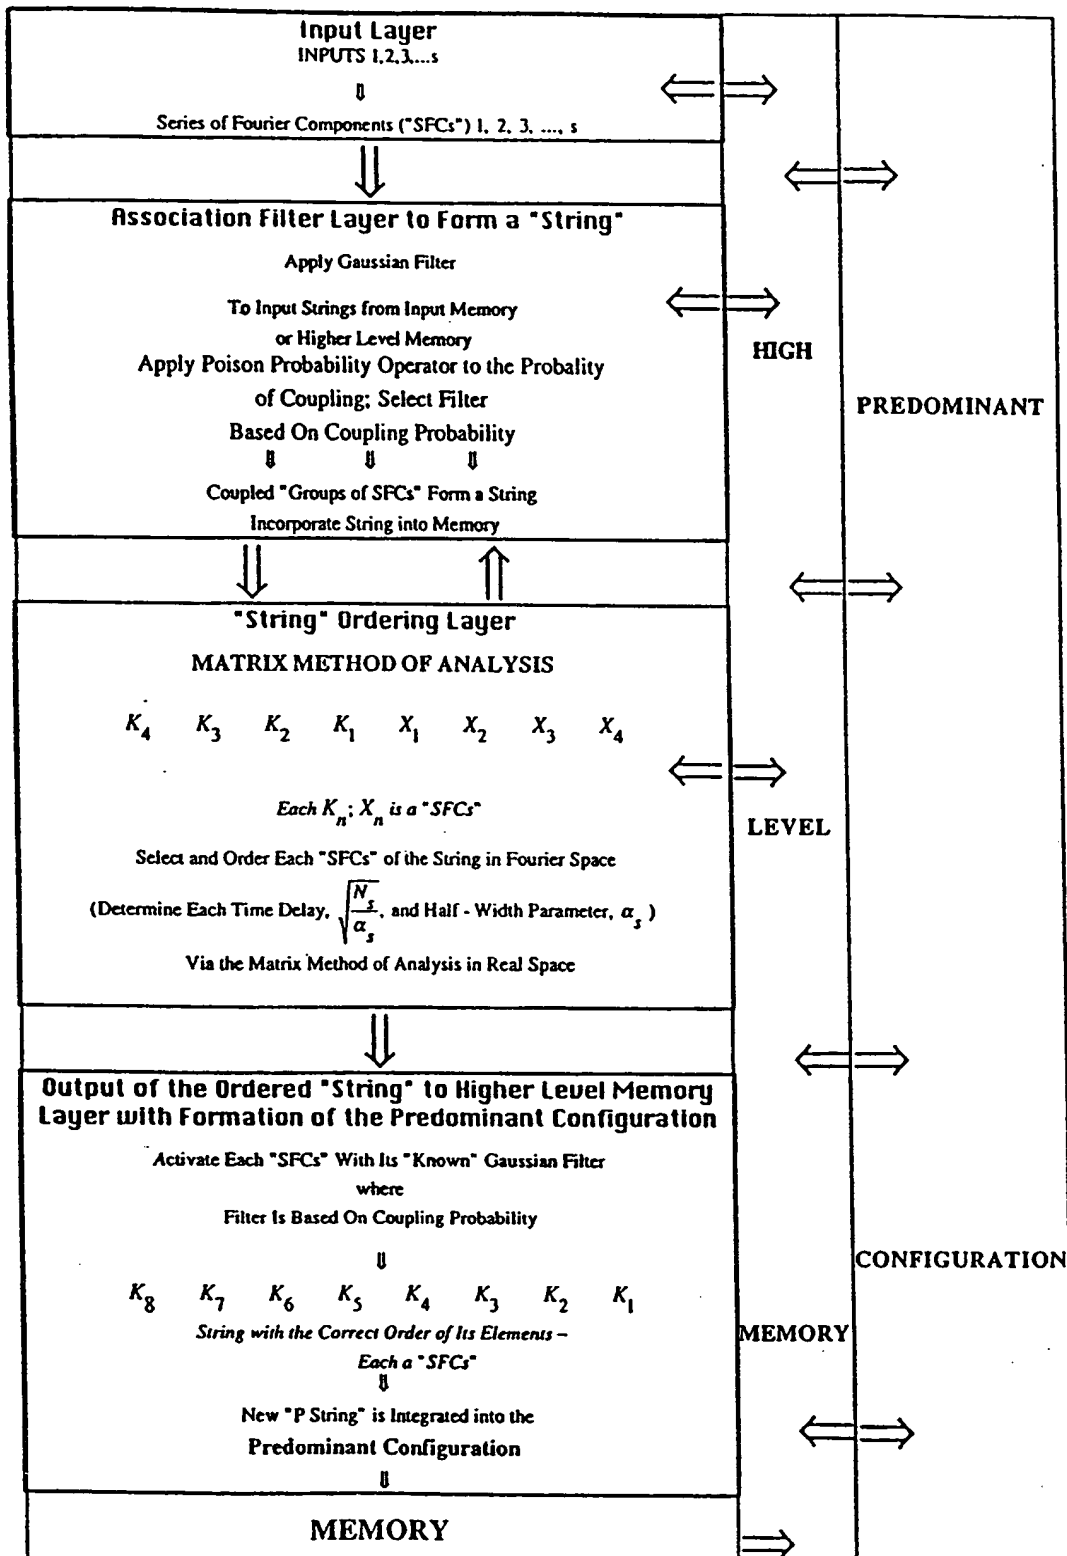 Input Layer
INPUTS 1,2,3,...s
⇓
Series of Fourier Components ("SFCs") 1, 2, 3, ..., s
Association Filter Layer to Form a "String"
Apply Gaussian Filter
To Input Strings from Input Memory
or Higher Level Memory
Apply Poison Probability Operator to the Probality
of Coupling; Select Filter
Based On Coupling Probability
⇓ ⇓ ⇓
Coupled "Groups of SFCs" Form a String
Incorporate String into Memory
"String" Ordering Layer
MATRIX METHOD OF ANALYSIS
K₄ K₃ K₂ K₁ X₁ X₂ X₃ X₄
Each Kₙ; Xₙ is a "SFCs"
Select and Order Each "SFCs" of the String in Fourier Space
(Determine Each Time Delay, √(N_s/α_s), and Half - Width Parameter, α_s )
Via the Matrix Method of Analysis in Real Space
Output of the Ordered "String" to Higher Level Memory
Layer with Formation of the Predominant Configuration
Activate Each "SFCs" With Its "Known" Gaussian Filter
where
Filter Is Based On Coupling Probability
⇓
K₈ K₇ K₆ K₅ K₄ K₃ K₂ K₁
String with the Correct Order of Its Elements –
Each a "SFCs"
⇓
New "P String" is Integrated into the
Predominant Configuration
⇓
MEMORY
HIGH
LEVEL
MEMORY
PREDOMINANT
CONFIGURATION